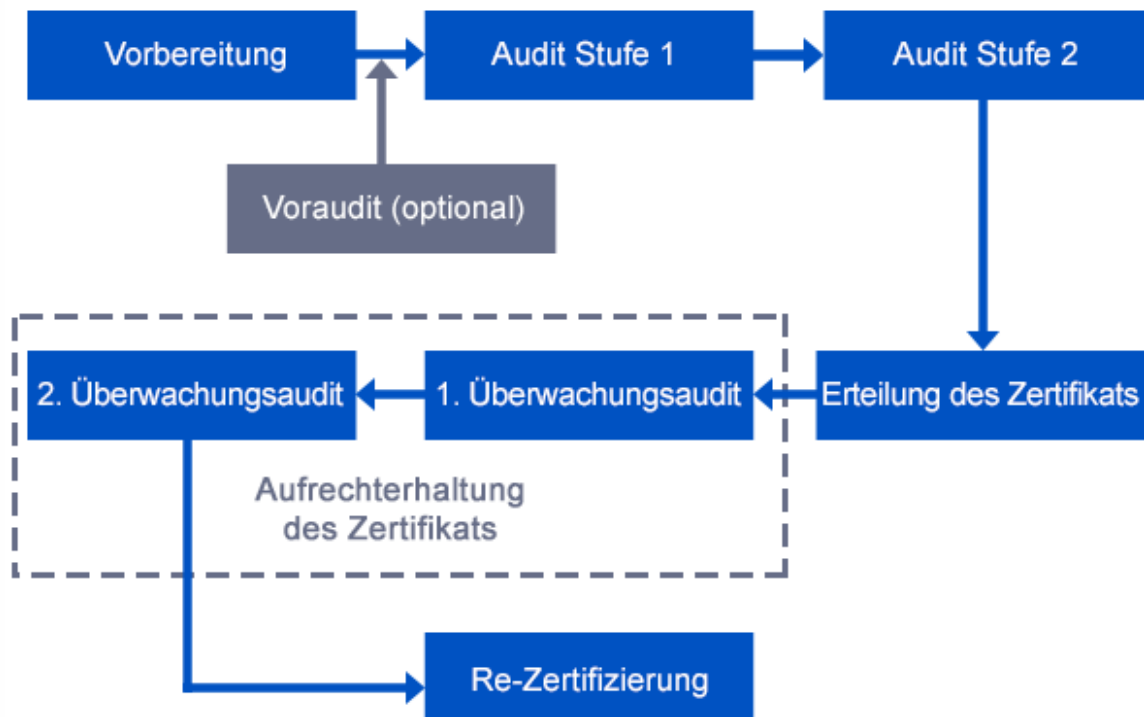 Vorbereitung
Audit Stufe 1
Audit Stufe 2
Voraudit (optional)
2. Überwachungsaudit
1. Überwachungsaudit
Erteilung des Zertifikats
Aufrechterhaltung
des Zertifikats
Re-Zertifizierung